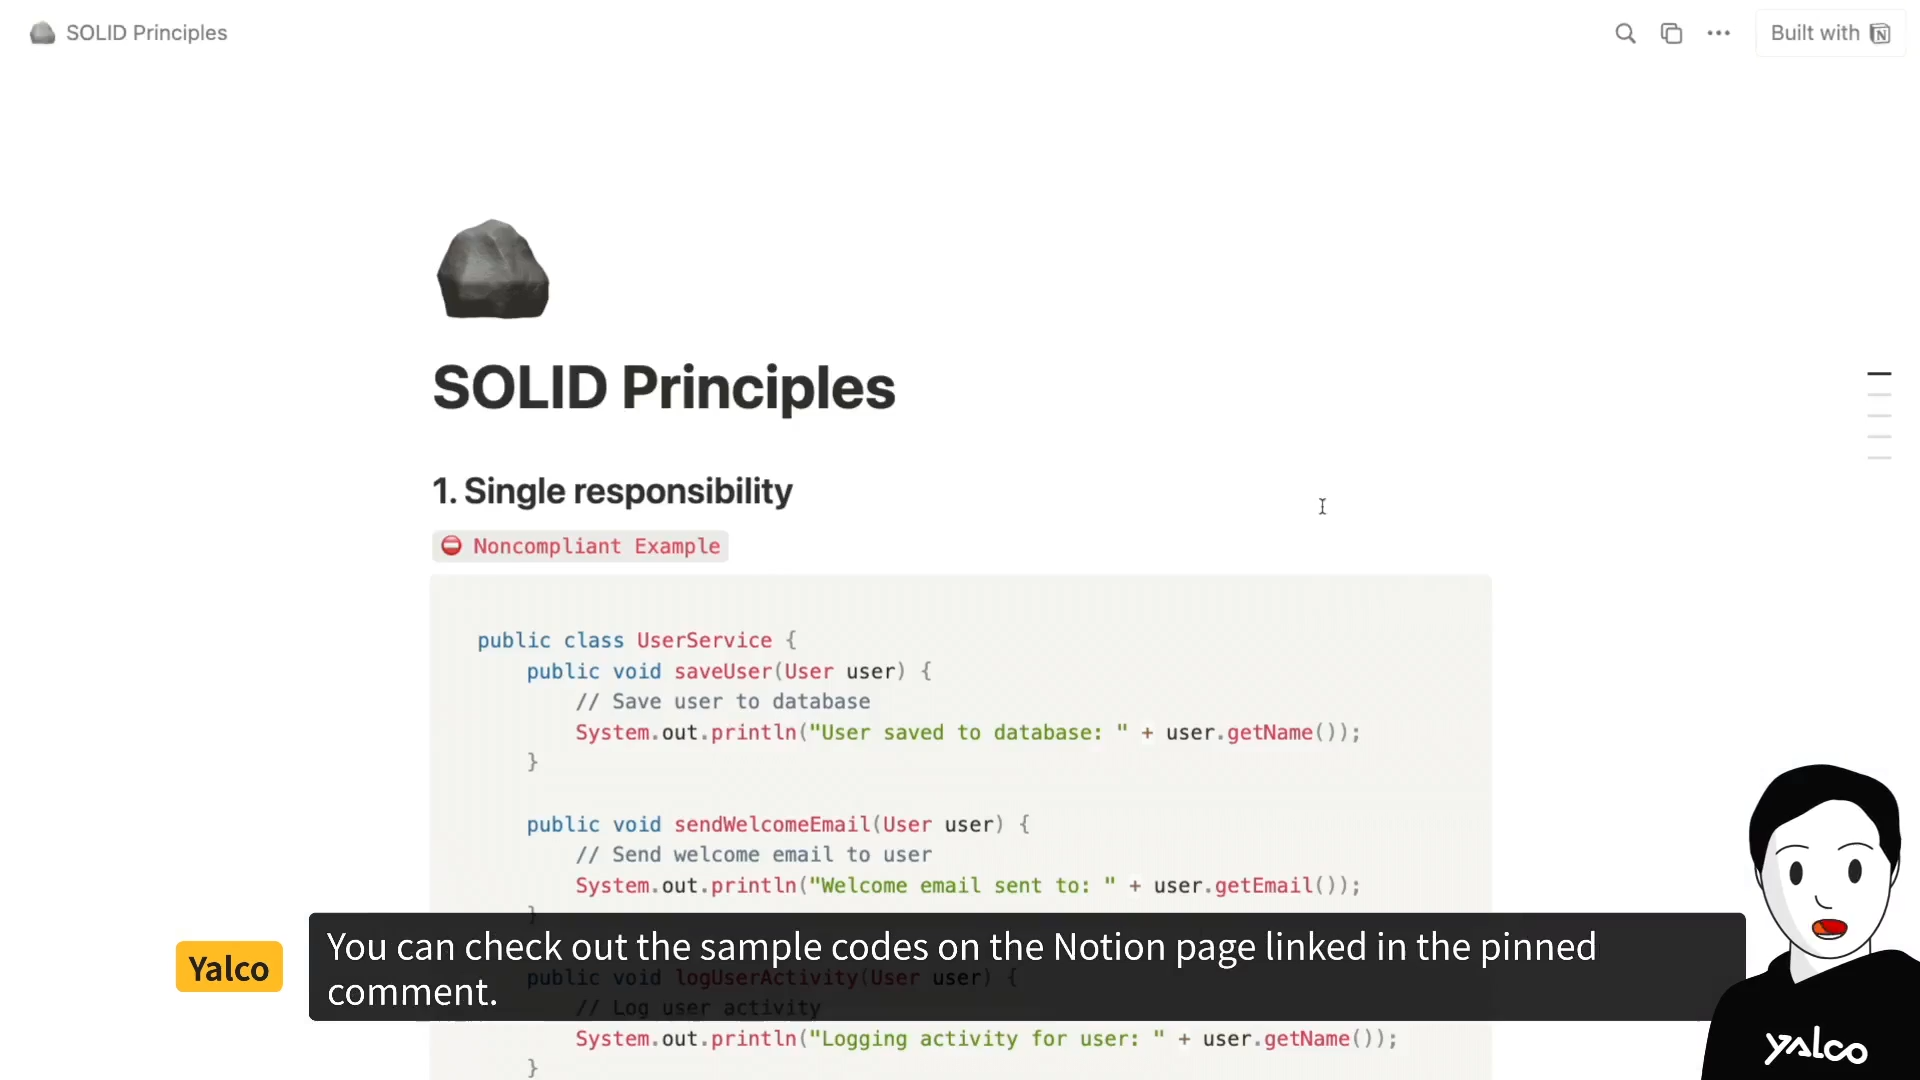 SOLID Principles
Built with
SOLID Principles
1. Single responsibility
Noncompliant Example
public class UserService {
public void saveUser(User user) {
// Save user to database
System.out.println("User saved to database: " + user.getName());
}
public void sendWelcomeEmail(User user) {
// Send welcome email to user
System.out.println("Welcome email sent to: " + user.getEmail());
}
public void logUserActivity(User user) {
// Log user activity
System.out.println("Logging activity for user: " + user.getName());
}
Yalco
You can check out the sample codes on the Notion page linked in the pinned
comment.
yalco